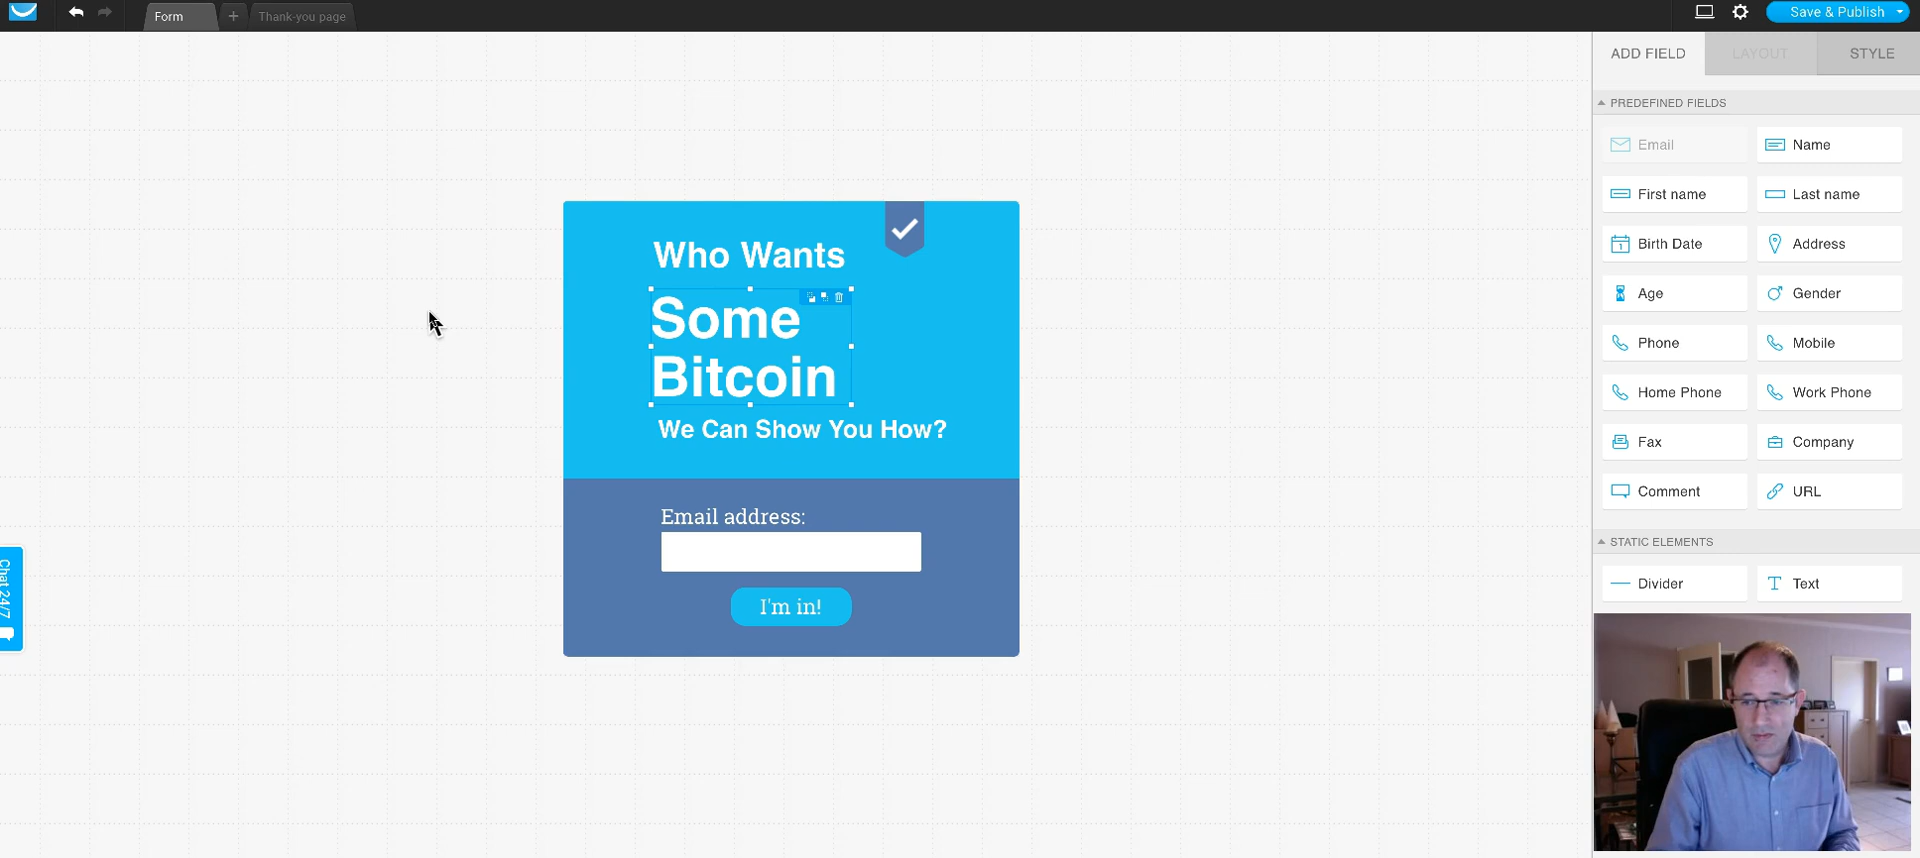 Form
+
Thank-you page
Save & Publish
ADD FIELD
LAYOUT
STYLE
PREDEFINED FIELDS
Email
Name
First name
Last name
Birth Date
Address
Age
Gender
Phone
Mobile
Home Phone
Work Phone
Fax
Company
Comment
URL
STATIC ELEMENTS
Divider
Text
Who Wants
Some
Bitcoin
We Can Show You How?
Email address:
I'm in!
Chat 24/7